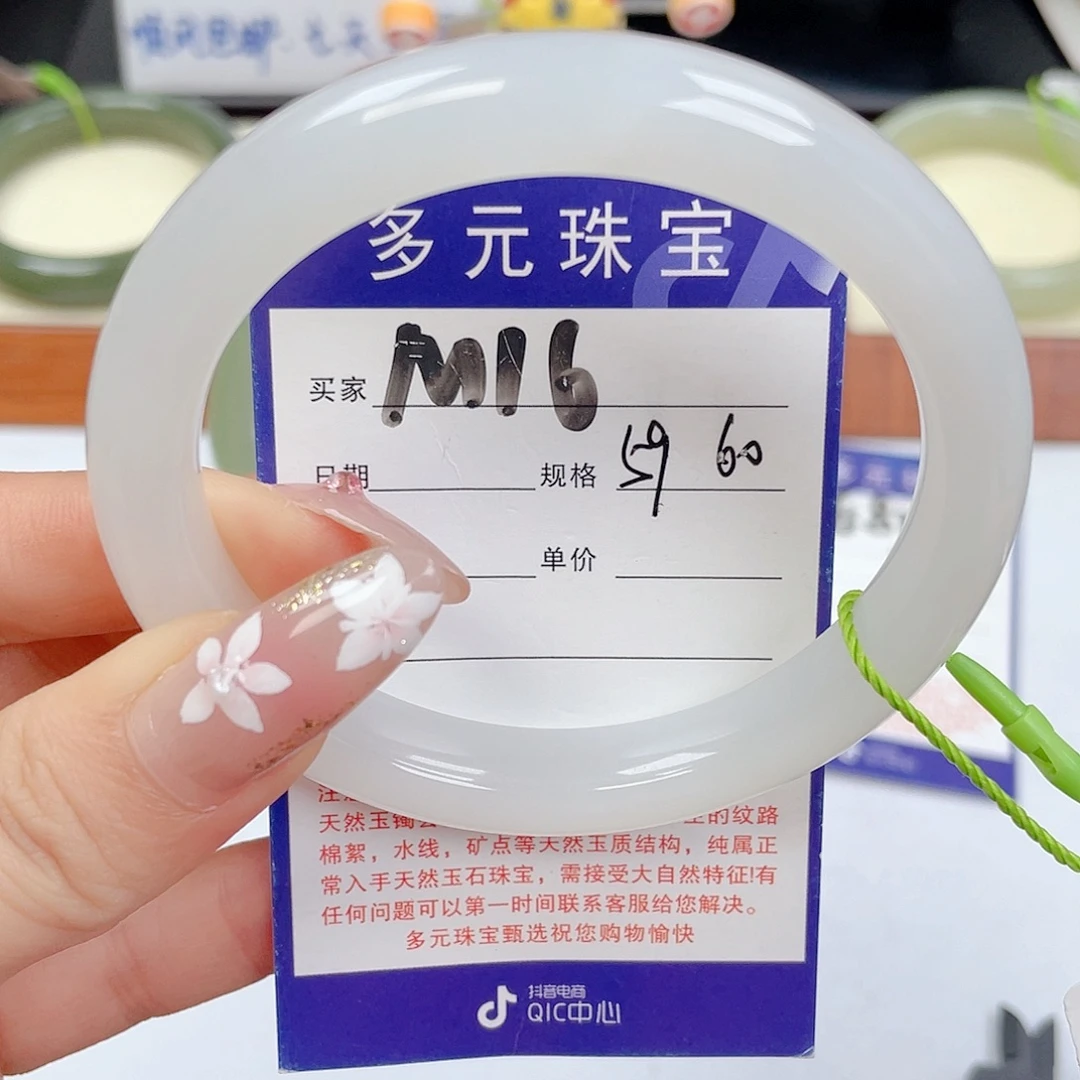 多元珠宝
买家 M16
日期 规格 59 60
单价
天然玉镯
的纹路
棉絮，水线，矿点等天然玉质结构，纯属正
常入手天然玉石珠宝，需接受大自然特征!有
任何问题可以第一时间联系客服给您解决。
多元珠宝甄选祝您购物愉快
抖音电商
QIC中心